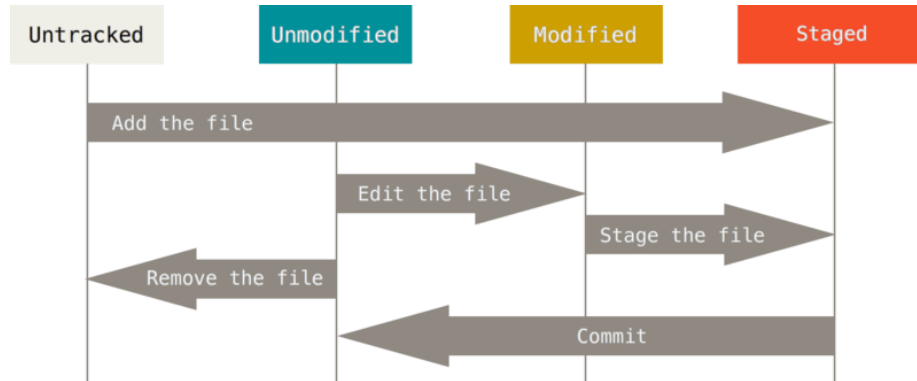 Untracked
Unmodified
Modified
Staged
Add the file
Edit the file
Stage the file
Remove the file
Commit